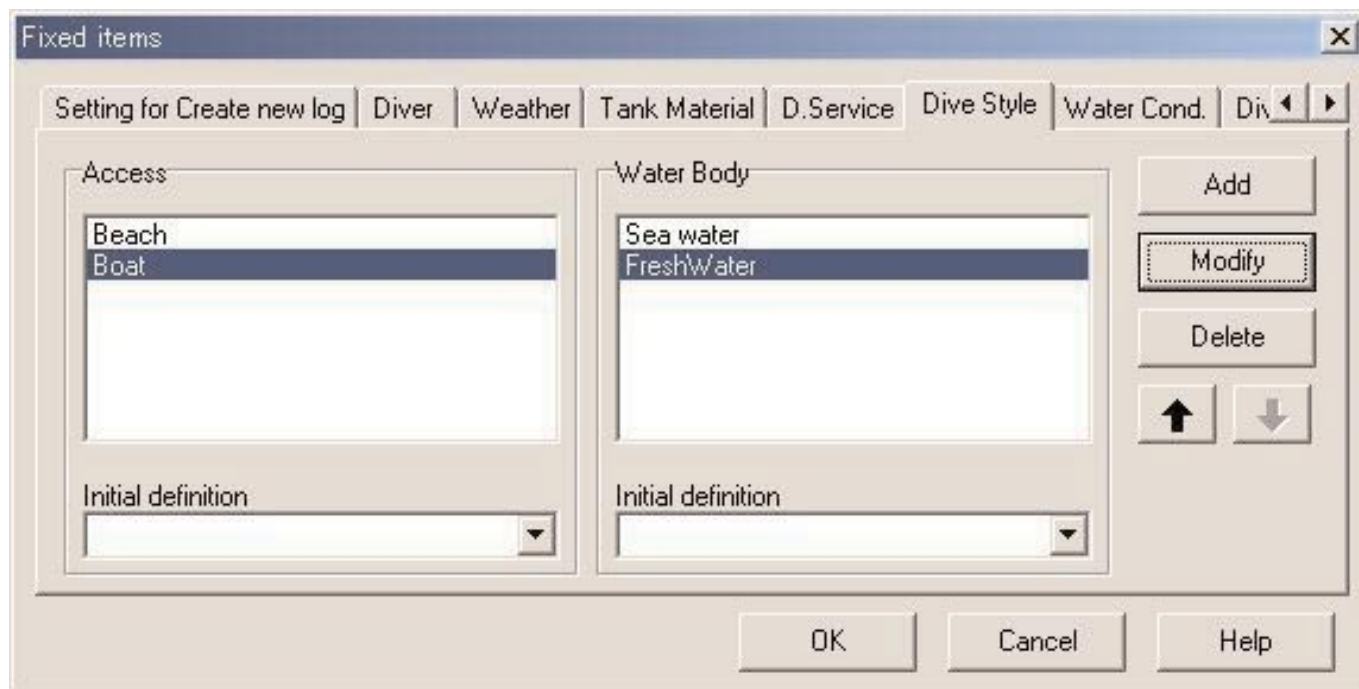 Fixed items
Setting for Create new log Diver Weather Tank Material D.Service Dive Style Water Cond. Div
Access
Beach
Boat
Initial definition
Water Body
Sea water
FreshWater
Initial definition
Add
Modify
Delete
OK Cancel Help